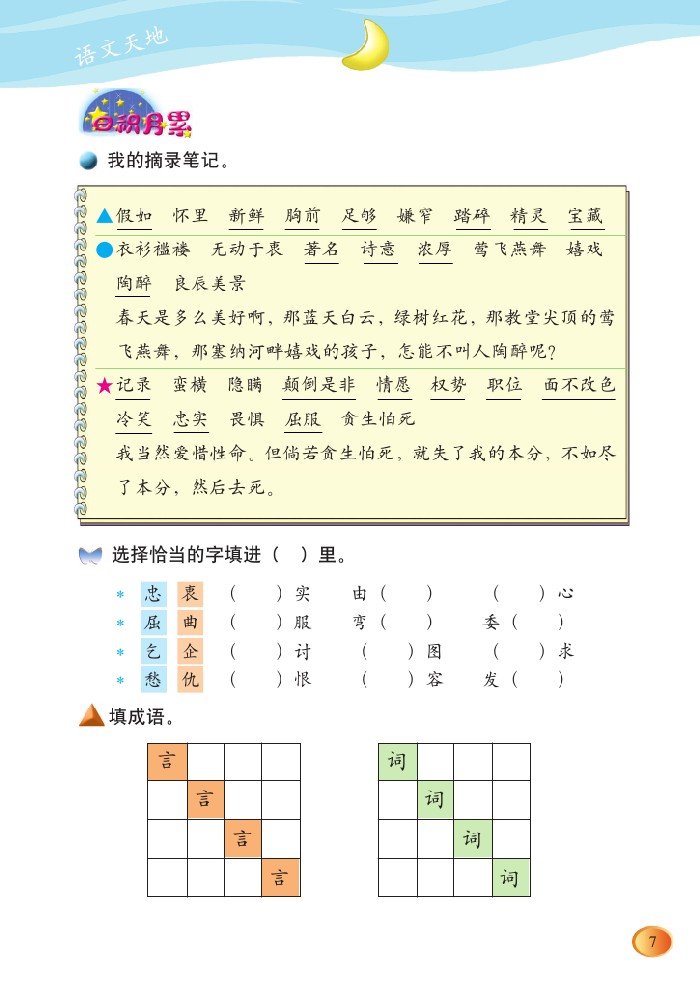 语文天地
日积月累
我的摘录笔记。
假如 怀里 新鲜 胸前 足够 嫌窄 踏碎 精灵 宝藏
衣衫褴褛 无动于衷 著名 诗意 浓厚 莺飞燕舞 嬉戏
陶醉 良辰美景
春天是多么美好啊，那蓝天白云，绿树红花，那教堂尖顶的莺
飞燕舞，那塞纳河畔嬉戏的孩子，怎能不叫人陶醉呢？
★记录 蛮横 隐瞒 颠倒是非 情愿 权势 职位 面不改色
冷笑 忠实 畏惧 屈服 贪生怕死
我当然爱惜性命。但倘若贪生怕死，就失了我的本分，不如尽
了本分，然后去死。
选择恰当的字填进（ ）里。
* 忠 衷 （ ）实 由（ ） （ ）心
* 屈 曲 （ ）服 弯（ ） 委（ ）
* 乞 企 （ ）讨 （ ）图 （ ）求
* 愁 仇 （ ）恨 （ ）容 发（ ）
填成语。
言 词
言 词
言 词
言 词
7